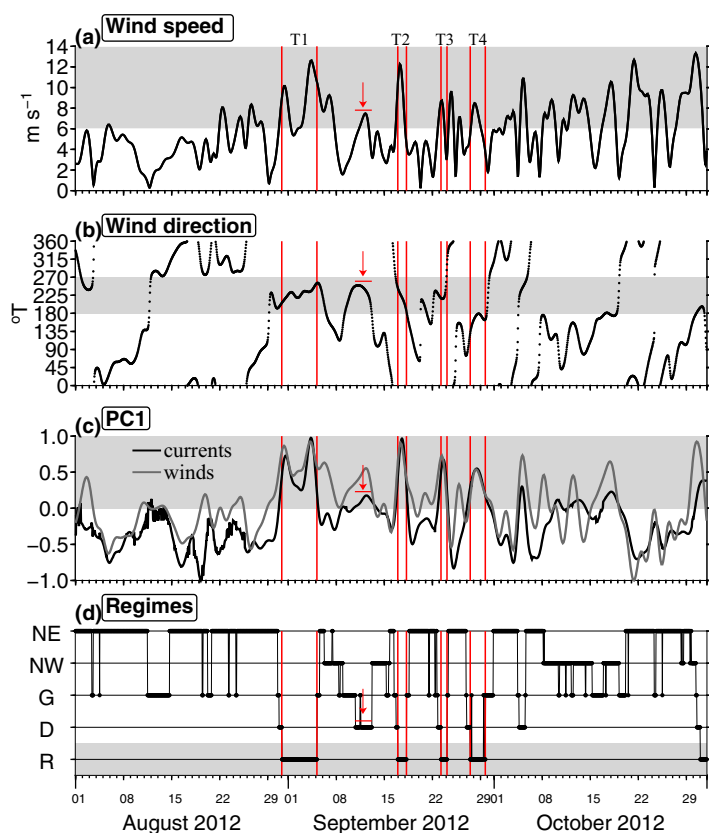 (a) Wind speed
T1 T2 T3 T4
14
12
10
8
6
4
2
0
m s⁻¹
(b) Wind direction
360
315
270
225
180
135
90
45
0
°T
(c) PC1
1.0
0.5
0.0
−0.5
−1.0
currents
winds
(d) Regimes
NE
NW
G
D
R
01 08 15 22 29 01 08 15 22 29 01 08 15 22 29
August 2012 September 2012 October 2012